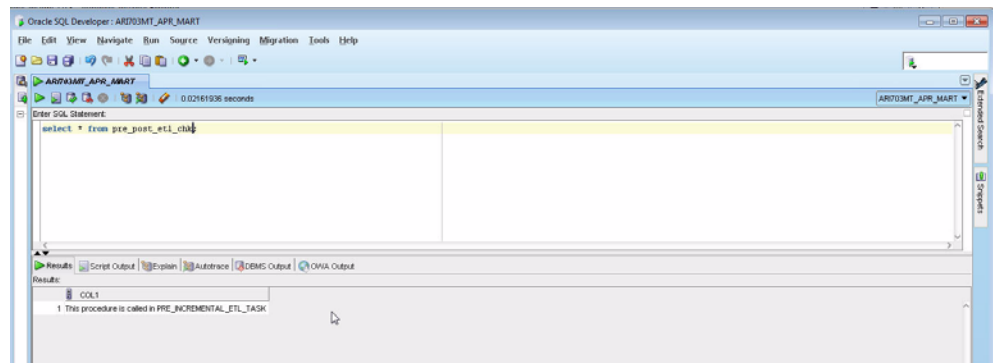 Oracle SQL Developer : ARI703MT_APR_MART
File Edit View Navigate Run Source Versioning Migration Tools Help
ARI703MT_APR_MART
0.02161936 seconds
ARI703MT_APR_MART
Enter SQL Statement:
select * from pre_post_etl_chk;
Extended Search
Snippets
Results Script Output Explain Autotrace DBMS Output OWA Output
Results:
COL1
1 This procedure is called in PRE_INCREMENTAL_ETL_TASK